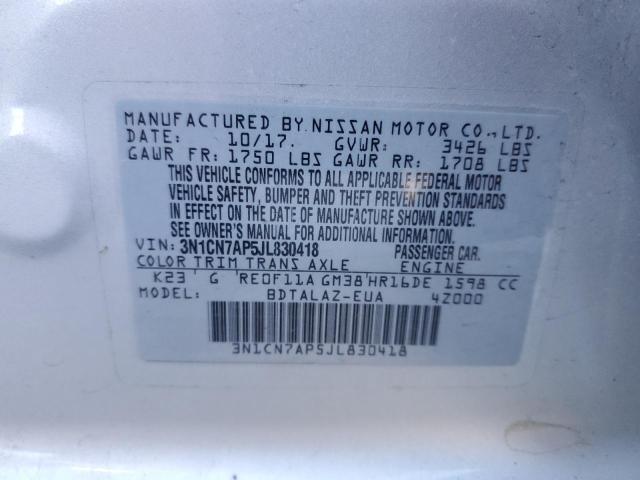 MANUFACTURED BY NISSAN MOTOR CO.,LTD.
DATE: 10/17. GVWR: 3426 LBS
GAWR FR: 1750 LBS GAWR RR: 1708 LBS
THIS VEHICLE CONFORMS TO ALL APPLICABLE FEDERAL MOTOR
VEHICLE SAFETY, BUMPER AND THEFT PREVENTION STANDARDS
IN EFFECT ON THE DATE OF MANUFACTURE SHOWN ABOVE.
SEE OWNER'S MANUAL FOR ADDITIONAL INFORMATION.
VIN: 3N1CN7AP5JL830418 PASSENGER CAR.
COLOR TRIM TRANS AXLE ENGINE
K23 G RE0F11A GM38 HR16DE 1598 CC
MODEL: BDTALAZ-EUA 4Z000
3N1CN7AP5JL830418